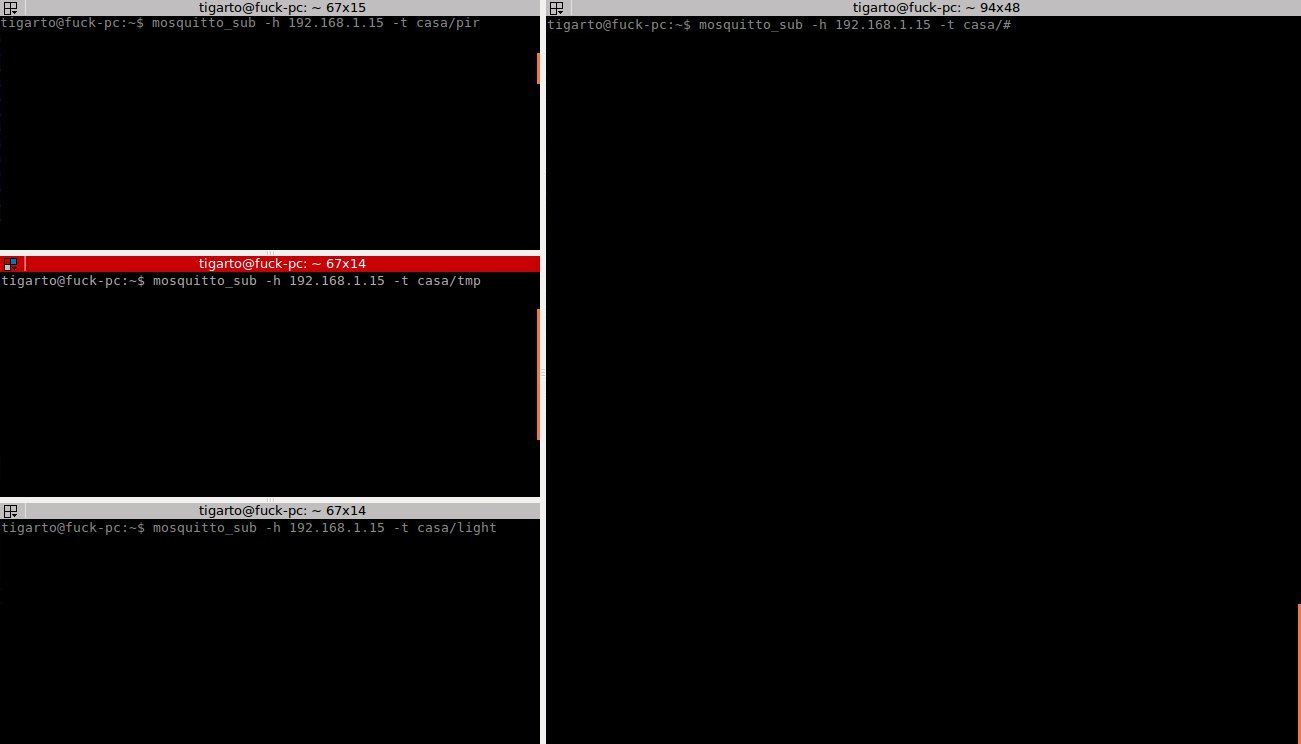 tigarto@fuck-pc: ~ 67x15
tigarto@fuck-pc:~$ mosquitto_sub -h 192.168.1.15 -t casa/pir
tigarto@fuck-pc: ~ 67x14
tigarto@fuck-pc:~$ mosquitto_sub -h 192.168.1.15 -t casa/tmp
tigarto@fuck-pc: ~ 67x14
tigarto@fuck-pc:~$ mosquitto_sub -h 192.168.1.15 -t casa/light
tigarto@fuck-pc: ~ 94x48
tigarto@fuck-pc:~$ mosquitto_sub -h 192.168.1.15 -t casa/#